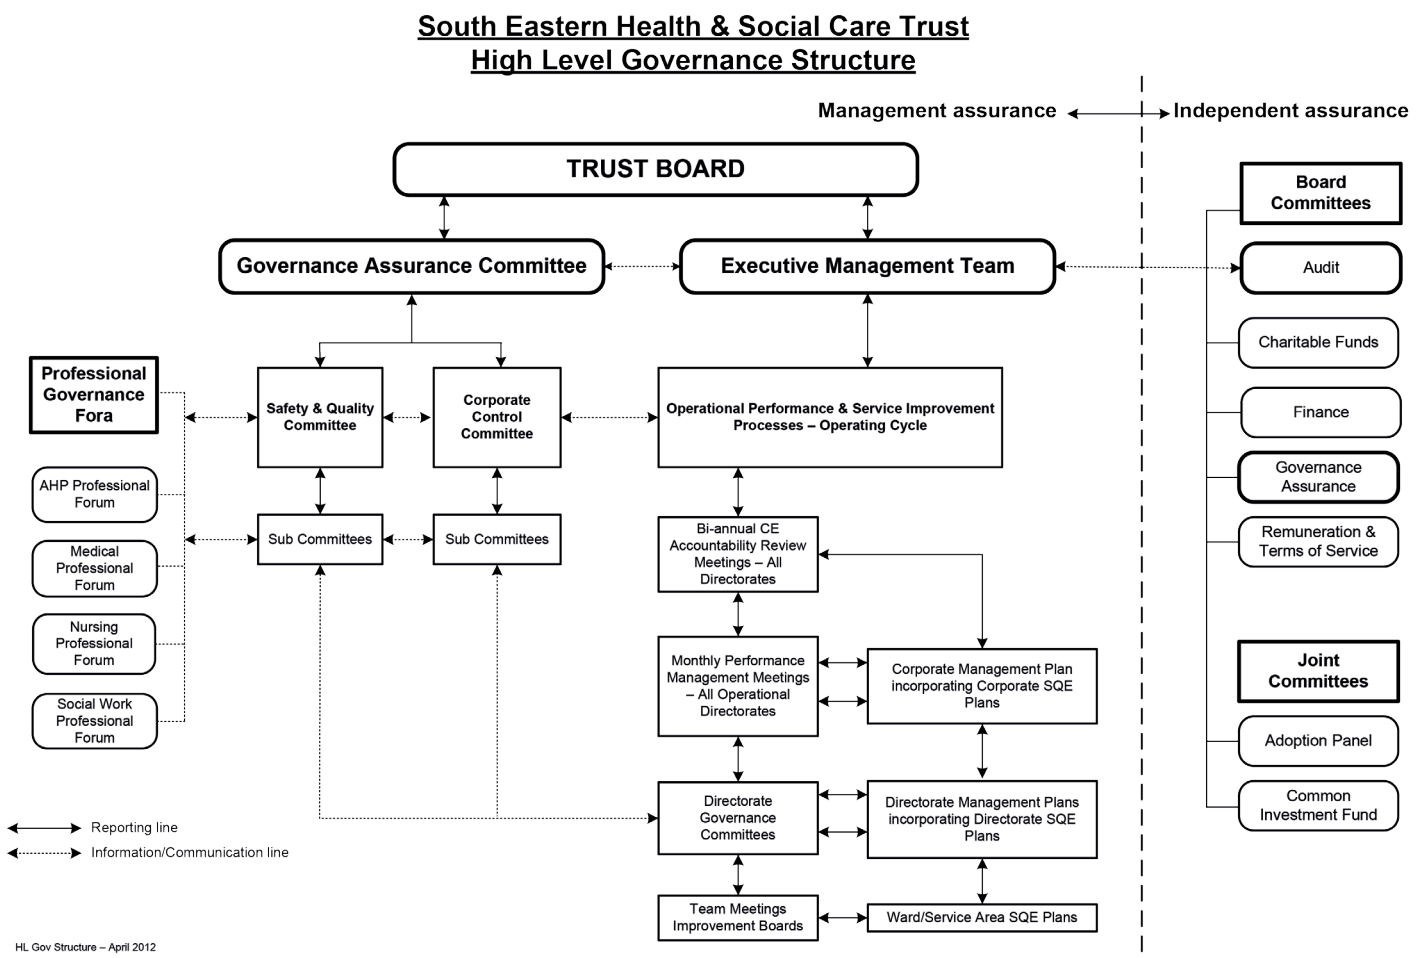 South Eastern Health & Social Care Trust
High Level Governance Structure
Management assurance
Independent assurance
TRUST BOARD
Governance Assurance Committee
Executive Management Team
Board
Committees
Audit
Charitable Funds
Finance
Governance
Assurance
Remuneration &
Terms of Service
Joint
Committees
Adoption Panel
Common
Investment Fund
Professional
Governance
Fora
AHP Professional
Forum
Medical
Professional
Forum
Nursing
Professional
Forum
Social Work
Professional
Forum
Safety & Quality
Committee
Corporate
Control
Committee
Operational Performance & Service Improvement
Processes – Operating Cycle
Sub Committees
Sub Committees
Bi-annual CE
Accountability Review
Meetings – All
Directorates
Monthly Performance
Management Meetings
– All Operational
Directorates
Corporate Management Plan
incorporating Corporate SQE
Plans
Directorate
Governance
Committees
Directorate Management Plans
incorporating Directorate SQE
Plans
Team Meetings
Improvement Boards
Ward/Service Area SQE Plans
Reporting line
Information/Communication line
HL Gov Structure – April 2012